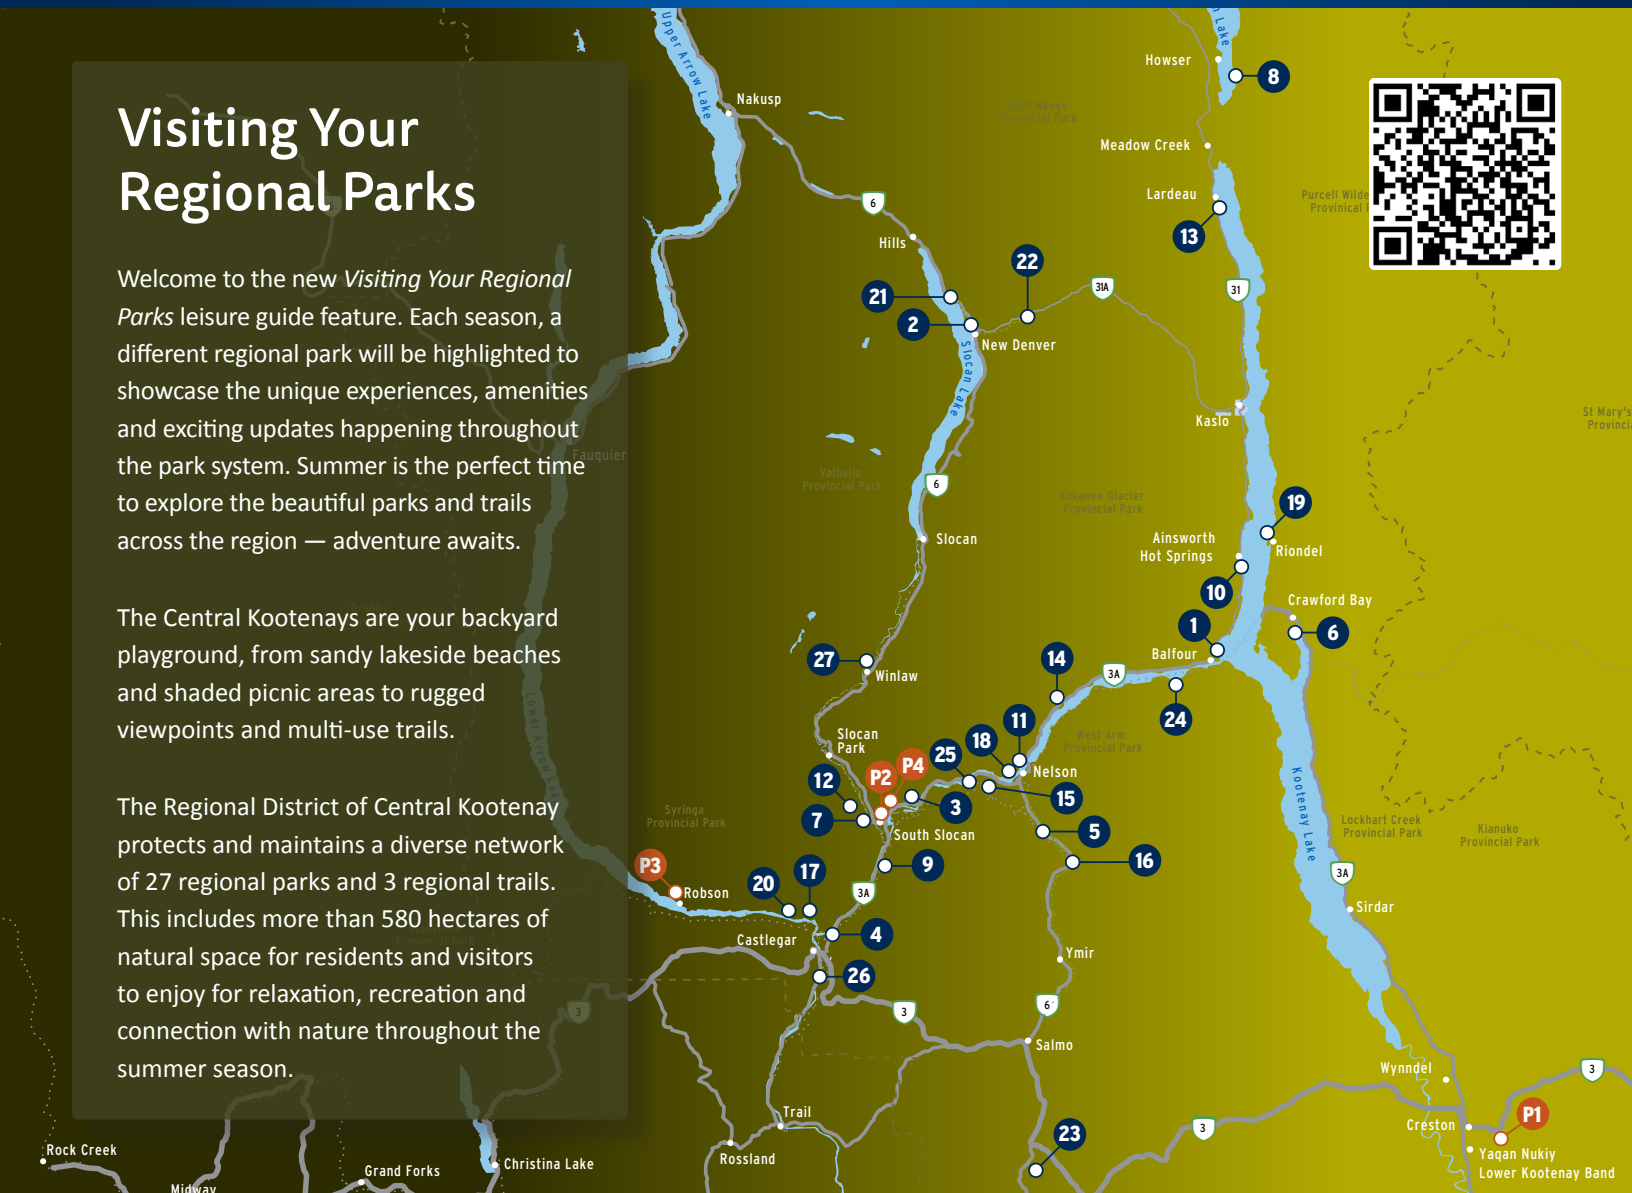 Visiting Your
Regional Parks
Welcome to the new Visiting Your Regional
Parks leisure guide feature. Each season, a
different regional park will be highlighted to
showcase the unique experiences, amenities
and exciting updates happening throughout
the park system. Summer is the perfect time
to explore the beautiful parks and trails
across the region — adventure awaits.
The Central Kootenays are your backyard
playground, from sandy lakeside beaches
and shaded picnic areas to rugged
viewpoints and multi-use trails.
The Regional District of Central Kootenay
protects and maintains a diverse network
of 27 regional parks and 3 regional trails.
This includes more than 580 hectares of
natural space for residents and visitors
to enjoy for relaxation, recreation and
connection with nature throughout the
summer season.
Upper Arrow Lake
Nakusp
6
Hills
21
2
22
31A
New Denver
Slocan Lake
Valhalla
Provincial Park
6
Slocan
Fauquier
Lower Arrow Lake
Lake
Howser
8
Meadow Creek
Lardeau
13
31
Purcell
Provincial
Kaslo
St Mary's
Kokanee Glacier
Provincial Park
19
Ainsworth
Hot Springs
Riondel
10
Crawford Bay
1
6
Balfour
27
Winlaw
14
3A
24
11
West Arm
Provincial Park
Slocan
Park
18
25
P4
P2
Nelson
12
7
3
15
South Slocan
5
16
9
Syringa
Provincial Park
P3
Robson
20
17
3A
Castlegar
4
26
3
3
Ymir
6
Salmo
Kootenay Lake
Lockhart Creek
Provincial Park
Kianuko
Provincial Park
3A
Sirdar
Wynndel
3
P1
Creston
Yaqan Nukiy
Lower Kootenay Band
3
23
Trail
Rossland
Rock Creek
Midway
Grand Forks
Christina Lake